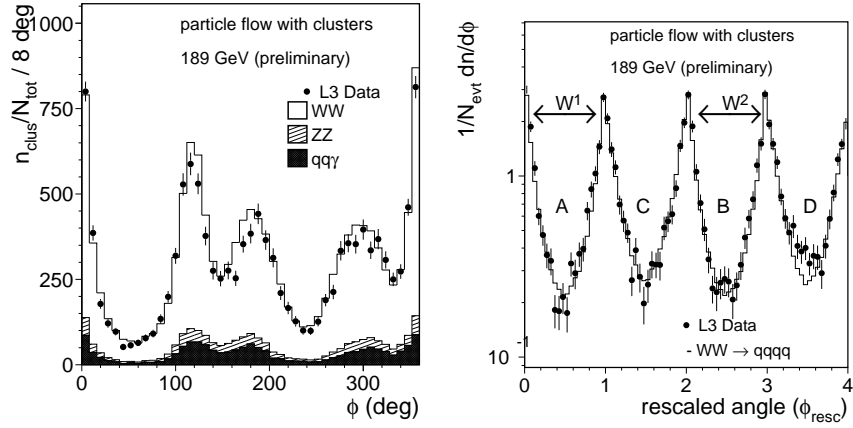 n_clus/N_tot / 8 deg
1000
750
500
250
0
particle flow with clusters
189 GeV (preliminary)
L3 Data
WW
ZZ
qqγ
0 100 200 300
ϕ (deg)
1/N_evt dn/dϕ
1
10⁻¹
particle flow with clusters
189 GeV (preliminary)
W¹ W²
A C B D
L3 Data
- WW → qqqq
0 1 2 3 4
rescaled angle (ϕ_resc)